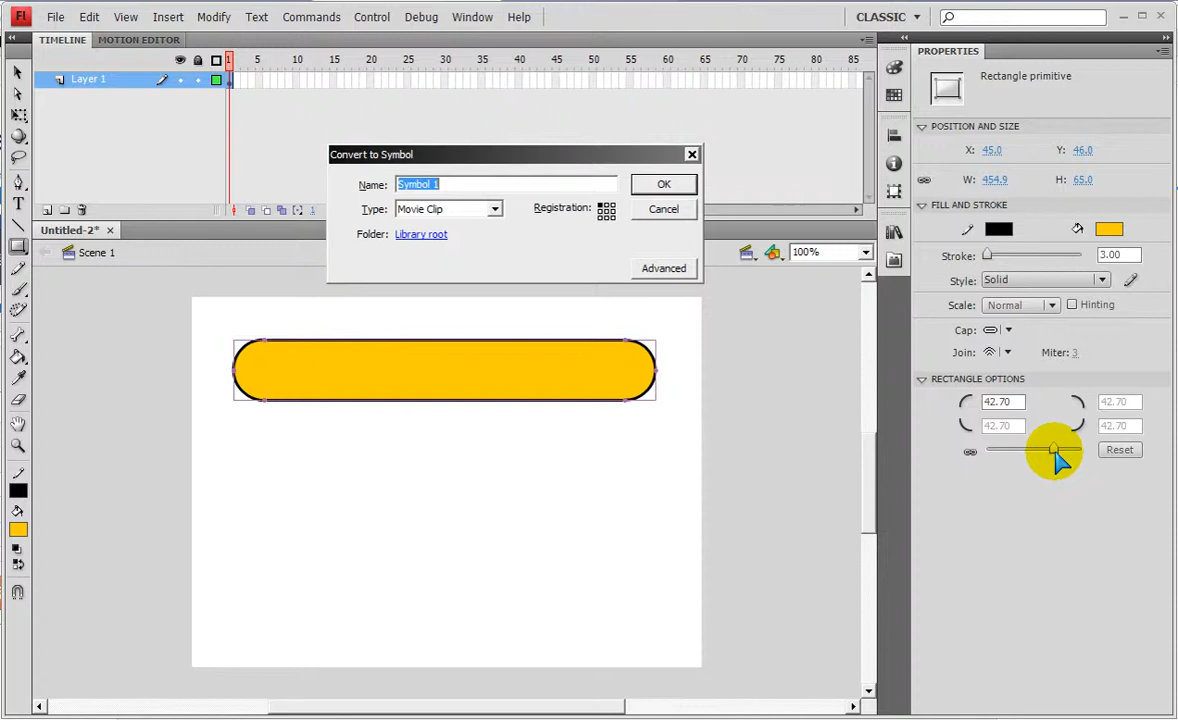 Fl File Edit View Insert Modify Text Commands Control Debug Window Help CLASSIC
TIMELINE MOTION EDITOR
1 5 10 15 20 25 30 35 40 45 50 55 60 65 70 75 80 85
Layer 1
1
Untitled-2*
Scene 1
100%
Convert to Symbol
Name: Symbol 1 OK
Type: Movie Clip Registration: Cancel
Folder: Library root
Advanced
PROPERTIES
Rectangle primitive
POSITION AND SIZE
X: 45.0 Y: 46.0
W: 454.9 H: 65.0
FILL AND STROKE
Stroke: 3.00
Style: Solid
Scale: Normal Hinting
Cap:
Join: Miter: 3
RECTANGLE OPTIONS
42.70 42.70
42.70 42.70
Reset